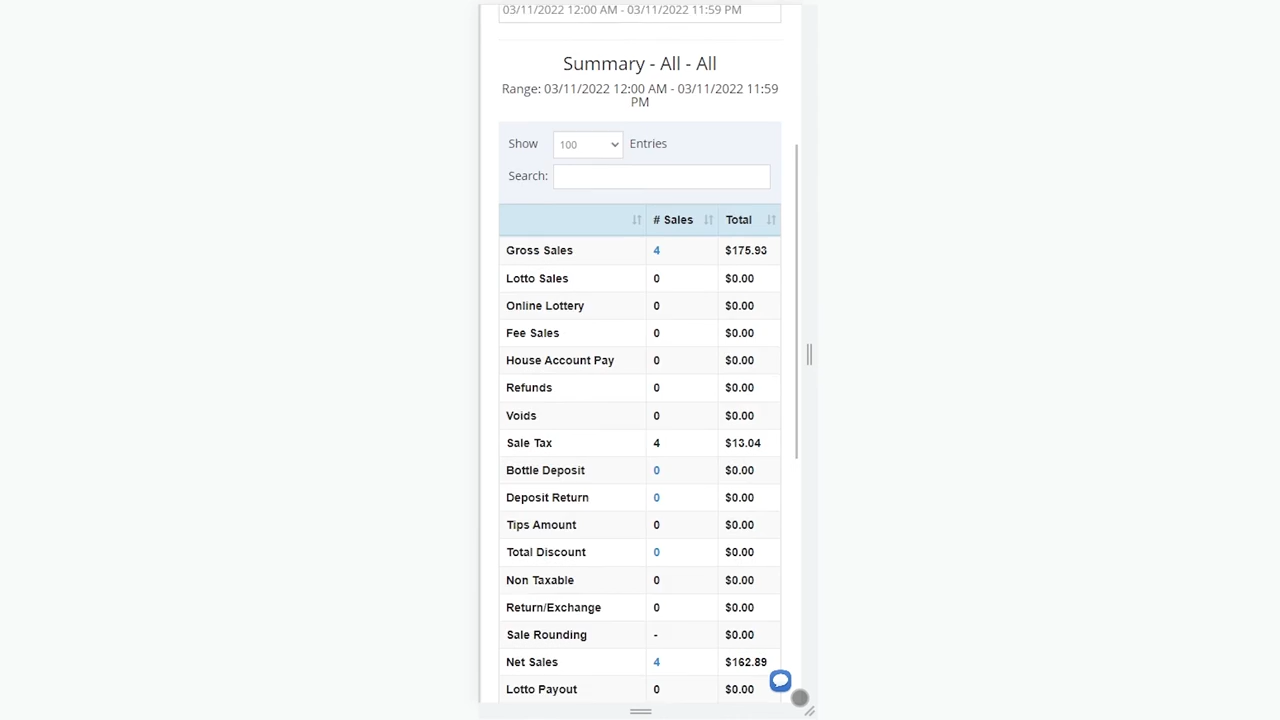 03/11/2022 12:00 AM - 03/11/2022 11:59 PM
Summary - All - All
Range: 03/11/2022 12:00 AM - 03/11/2022 11:59
PM
Show 100 Entries
Search:
# Sales Total
Gross Sales 4 $175.93
Lotto Sales 0 $0.00
Online Lottery 0 $0.00
Fee Sales 0 $0.00
House Account Pay 0 $0.00
Refunds 0 $0.00
Voids 0 $0.00
Sale Tax 4 $13.04
Bottle Deposit 0 $0.00
Deposit Return 0 $0.00
Tips Amount 0 $0.00
Total Discount 0 $0.00
Non Taxable 0 $0.00
Return/Exchange 0 $0.00
Sale Rounding - $0.00
Net Sales 4 $162.89
Lotto Payout 0 $0.00